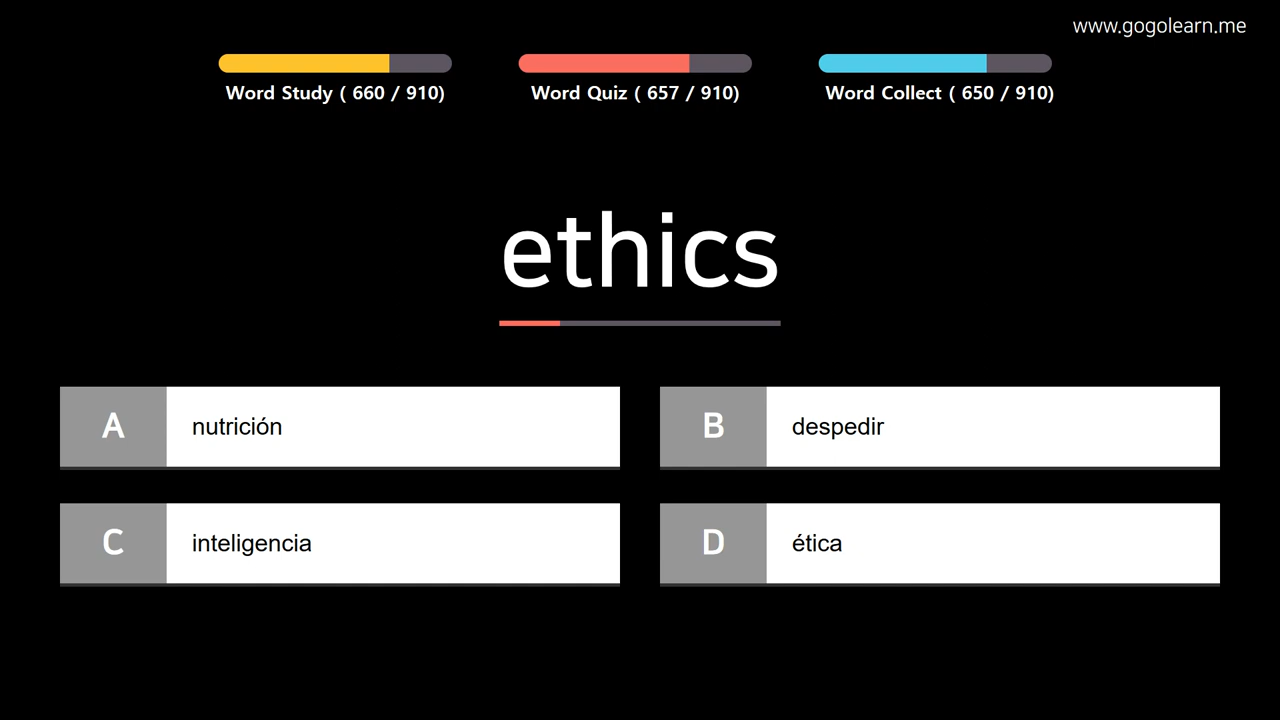 www.gogolearn.me
Word Study ( 660 / 910)
Word Quiz ( 657 / 910)
Word Collect ( 650 / 910)
ethics
A nutrición
B despedir
C inteligencia
D ética